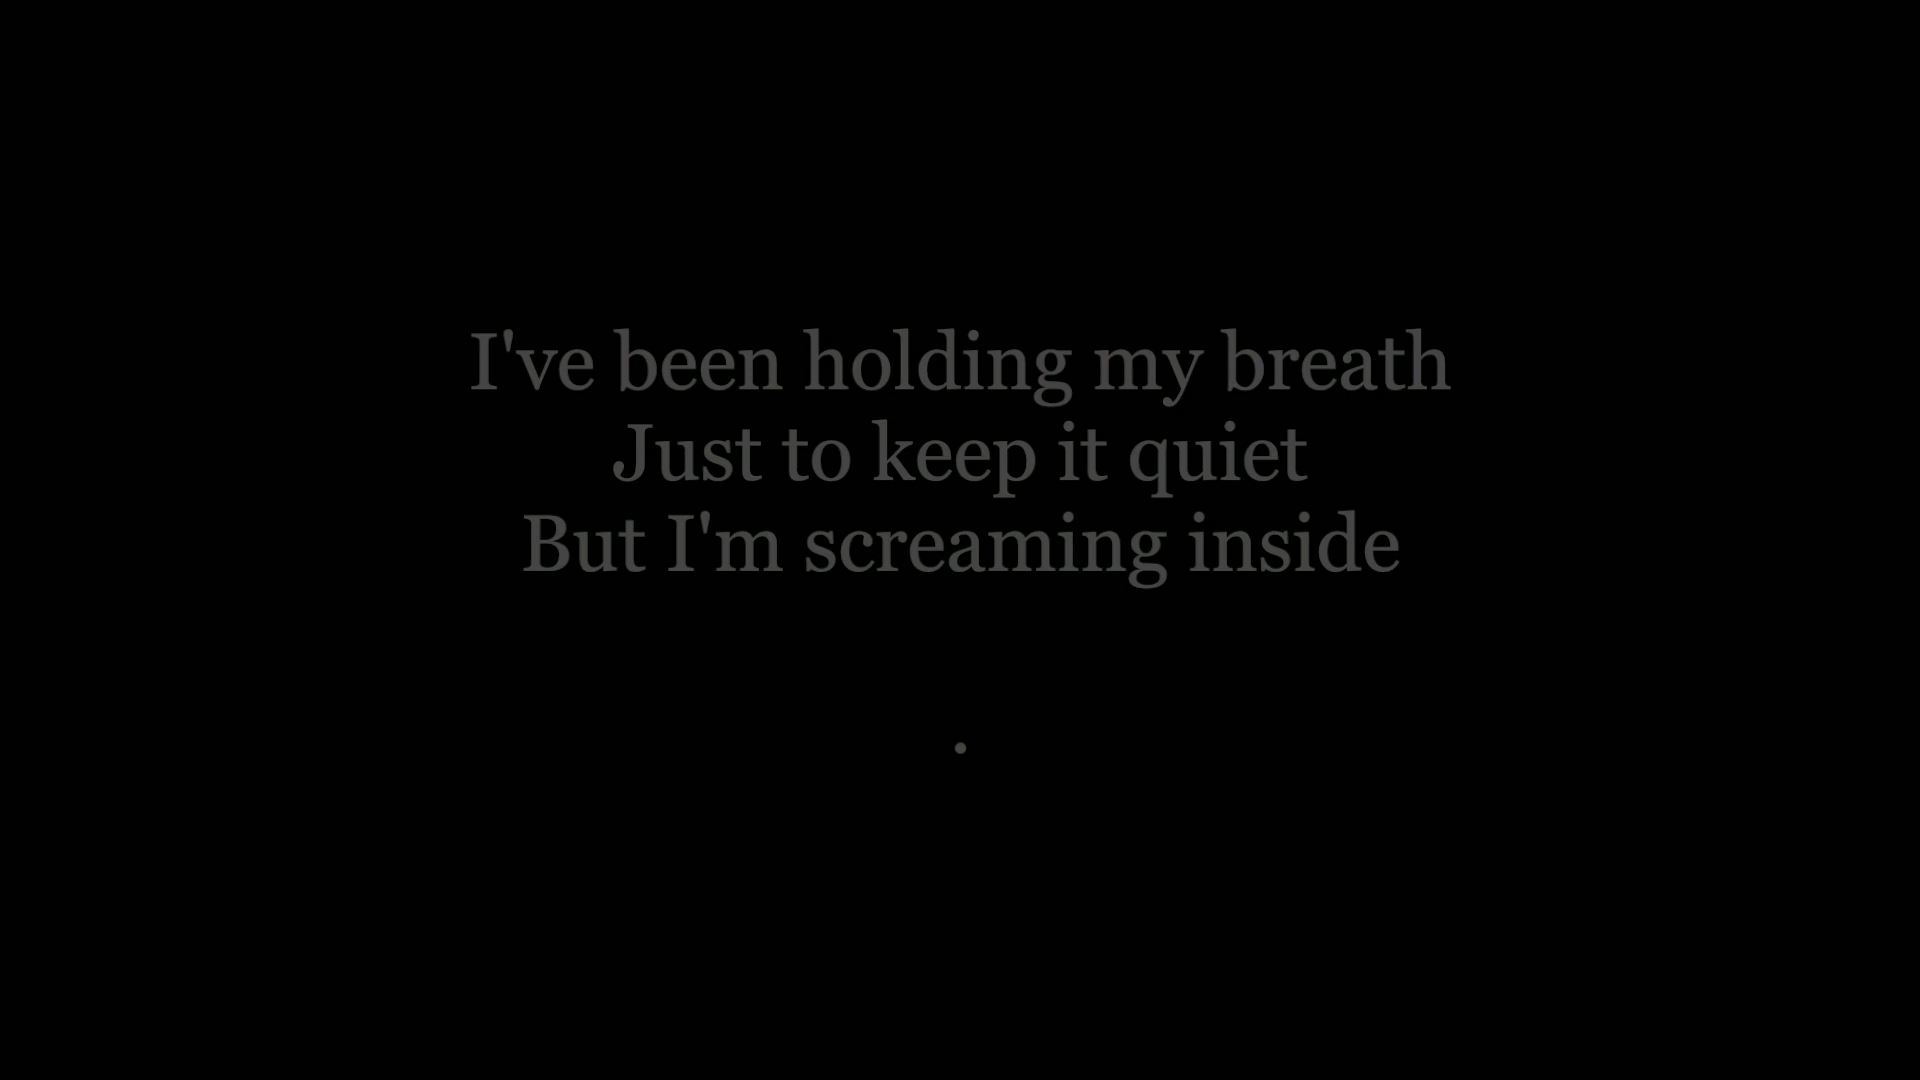 I've been holding my breath
Just to keep it quiet
But I'm screaming inside
.